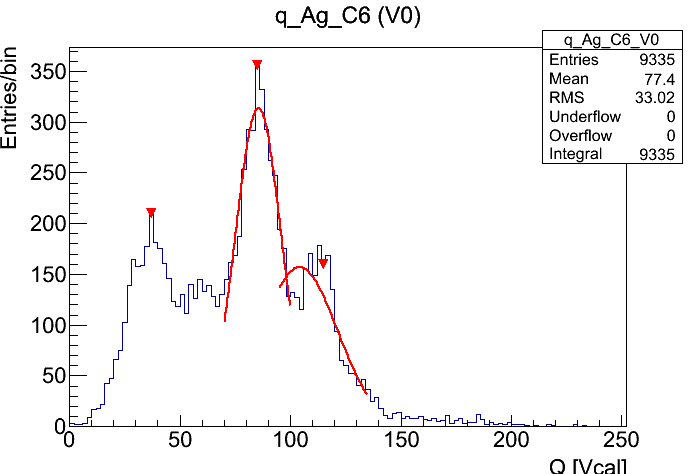 q_Ag_C6 (V0)
q_Ag_C6_V0
Entries 9335
Mean 77.4
RMS 33.02
Underflow 0
Overflow 0
Integral 9335
Entries/bin
350
300
250
200
150
100
50
0
0 50 100 150 200 250
Q [Vcal]